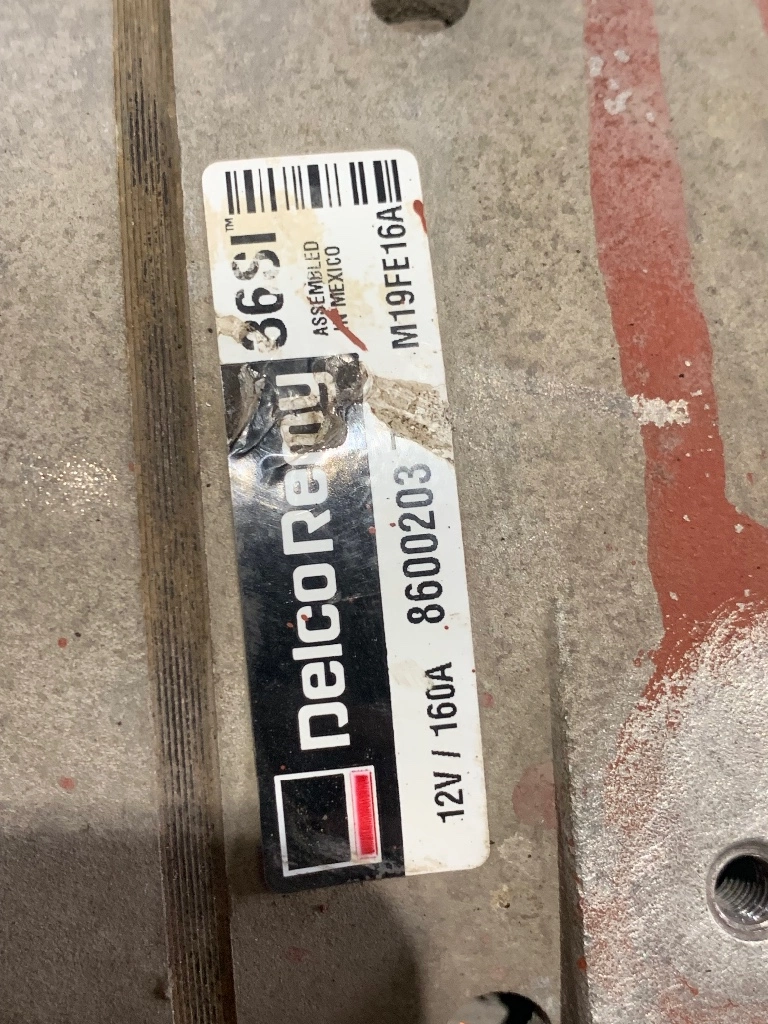 DelcoRemy 36SI™
ASSEMBLED
IN MEXICO
12V / 160A 8600203 M19FE16A